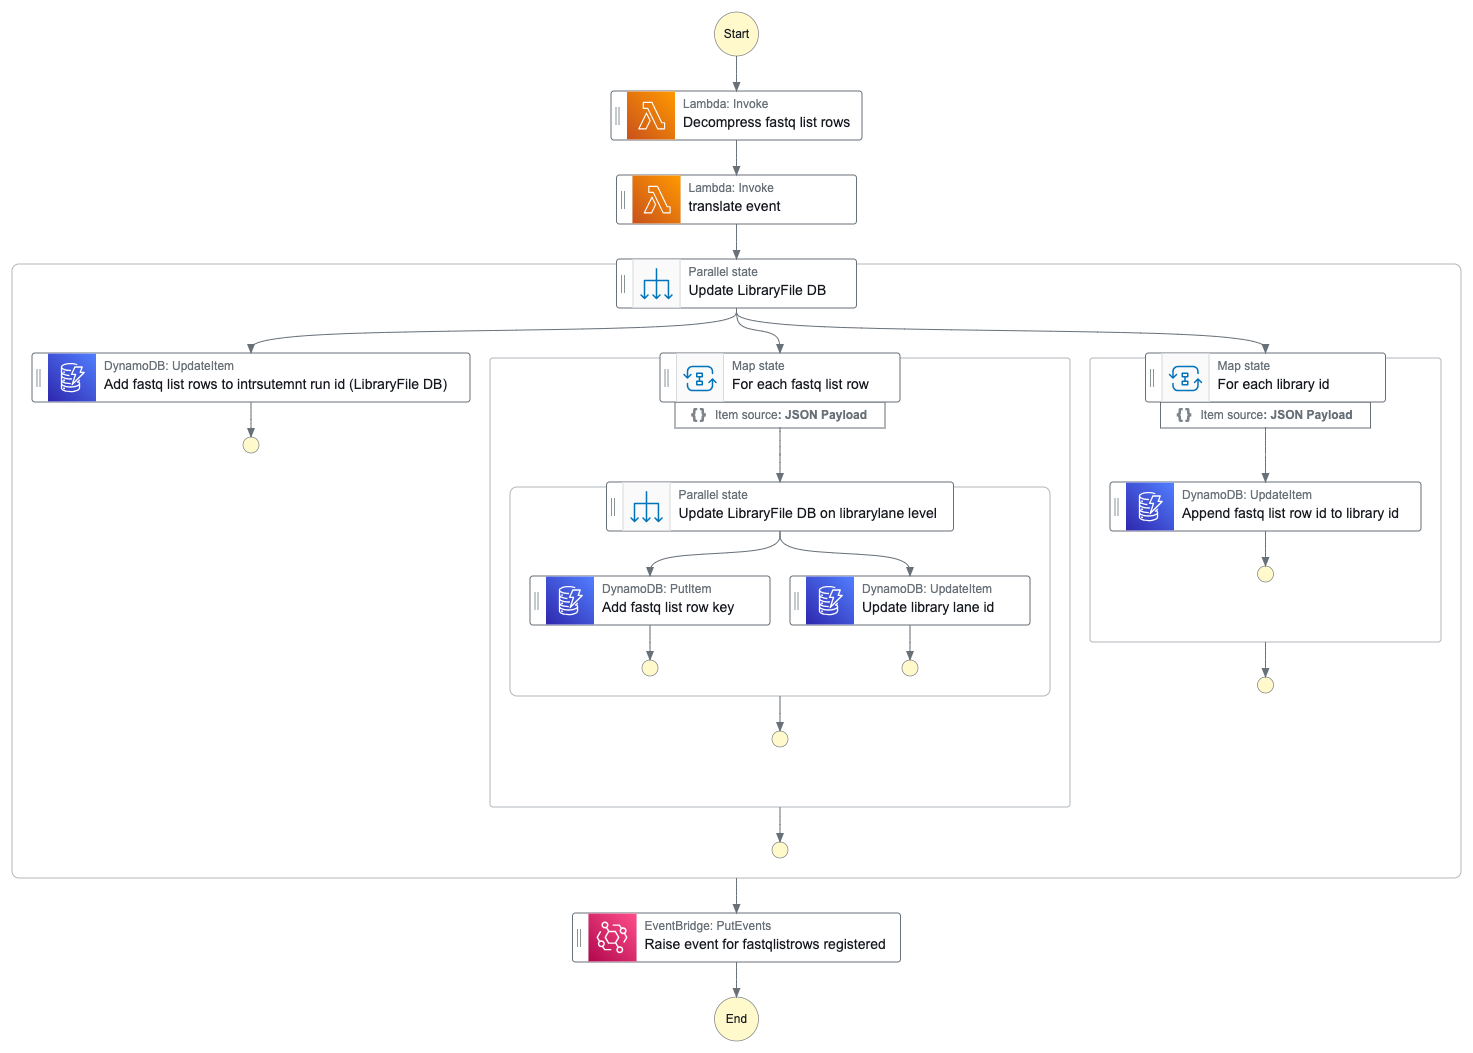 Start
Lambda: Invoke
Decompress fastq list rows
Lambda: Invoke
translate event
Parallel state
Update LibraryFile DB
DynamoDB: UpdateItem
Add fastq list rows to intrsutemnt run id (LibraryFile DB)
Map state
For each fastq list row
{} Item source: JSON Payload
Map state
For each library id
{} Item source: JSON Payload
Parallel state
Update LibraryFile DB on librarylane level
DynamoDB: PutItem
Add fastq list row key
DynamoDB: UpdateItem
Update library lane id
DynamoDB: UpdateItem
Append fastq list row id to library id
EventBridge: PutEvents
Raise event for fastqlistrows registered
End